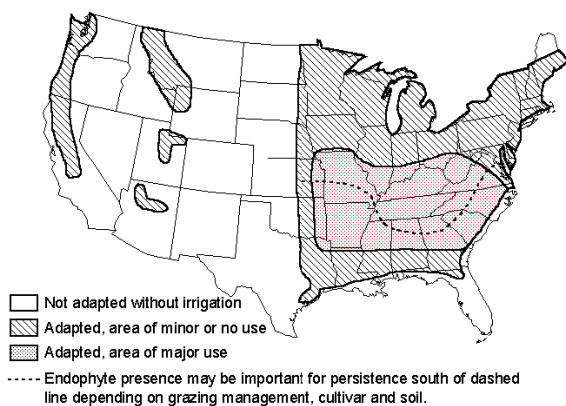 Not adapted without irrigation
Adapted, area of minor or no use
Adapted, area of major use
Endophyte presence may be important for persistence south of dashed
line depending on grazing management, cultivar and soil.